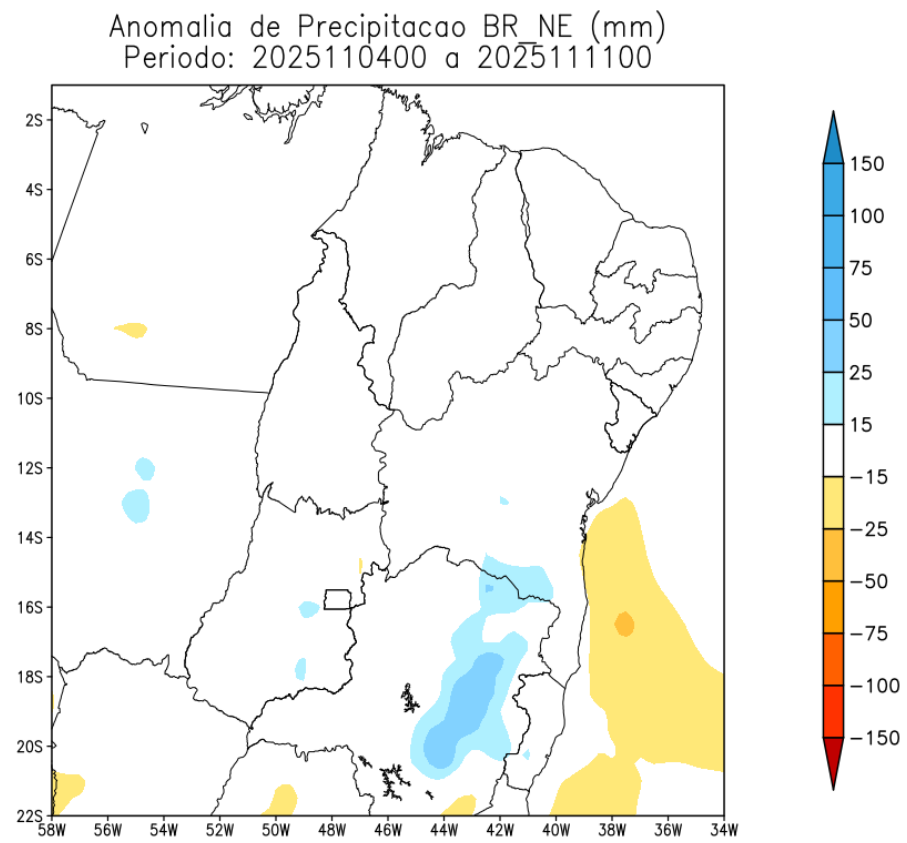 Anomalia de Precipitacao BR_NE (mm)
Periodo: 2025110400 a 2025111100
2S
4S
6S
8S
10S
12S
14S
16S
18S
20S
22S
58W 56W 54W 52W 50W 48W 46W 44W 42W 40W 38W 36W 34W
150
100
75
50
25
15
-15
-25
-50
-75
-100
-150